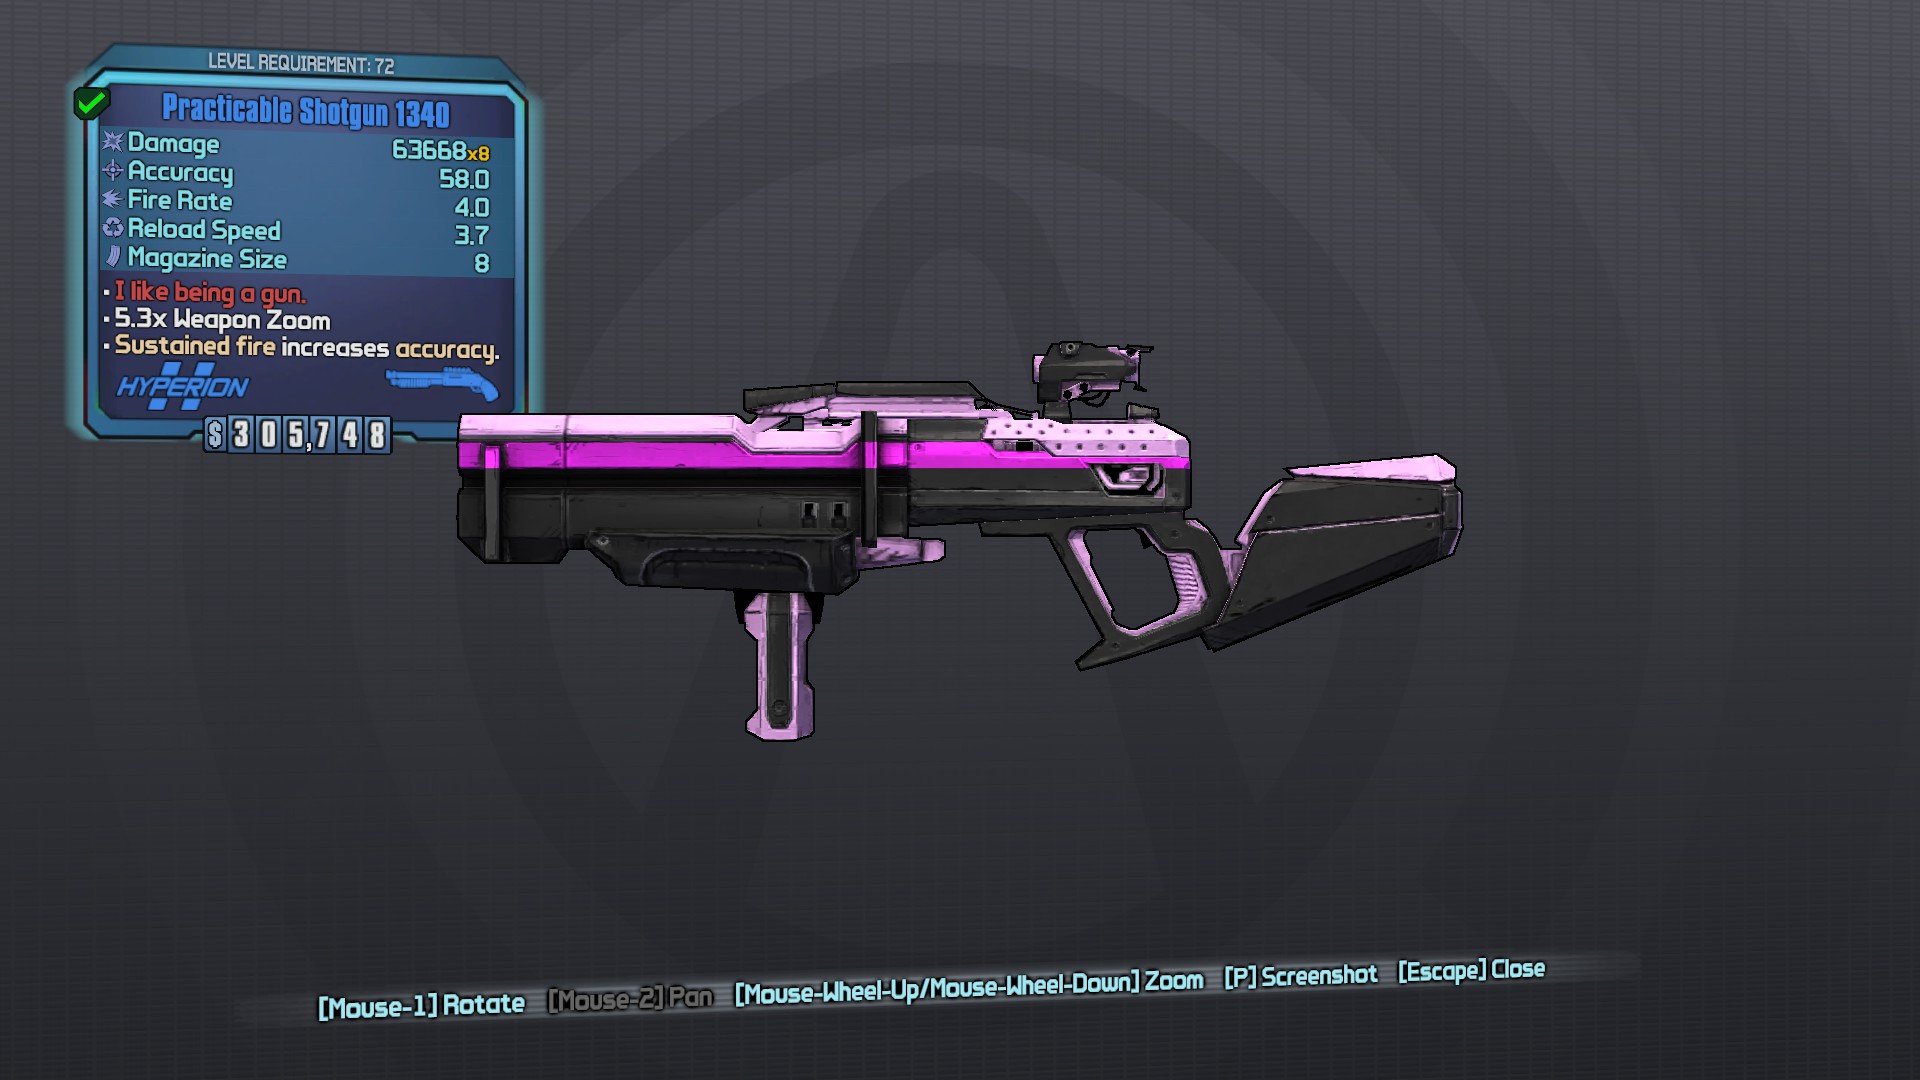 LEVEL REQUIREMENT: 72
Practicable Shotgun 1340
Damage 63668x8
Accuracy 58.0
Fire Rate 4.0
Reload Speed 3.7
Magazine Size 8
• I like being a gun.
• 5.3x Weapon Zoom
• Sustained fire increases accuracy.
HYPERION
$305,748
[Mouse-1] Rotate [Mouse-2] Pan [Mouse-Wheel-Up/Mouse-Wheel-Down] Zoom [P] Screenshot [Escape] Close